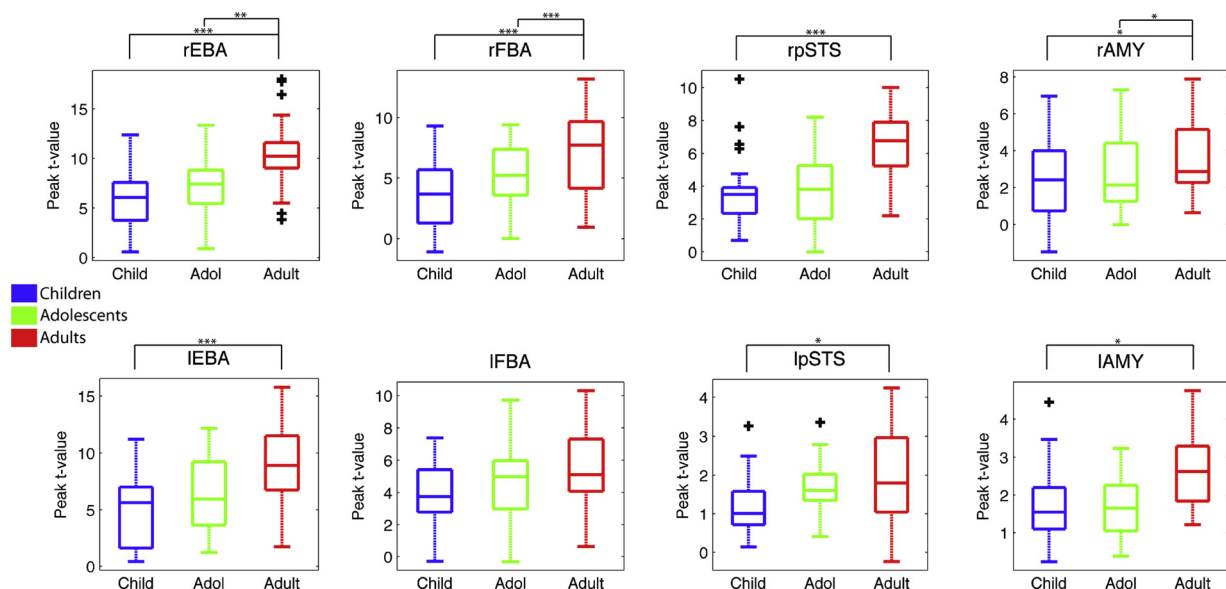 ** *** *** ***
*** * *
rEBA rFBA rpSTS rAMY
Peak t-value Peak t-value Peak t-value Peak t-value
15 10 5 0
10 5 0
10 8 6 4 2 0
8 6 4 2 0
Child Adol Adult Child Adol Adult Child Adol Adult Child Adol Adult
Children
Adolescents
Adults
*** * *
lEBA lFBA lpSTS lAMY
Peak t-value Peak t-value Peak t-value Peak t-value
15 10 5 0
10 8 6 4 2 0
4 3 2 1 0
4 3 2 1
Child Adol Adult Child Adol Adult Child Adol Adult Child Adol Adult